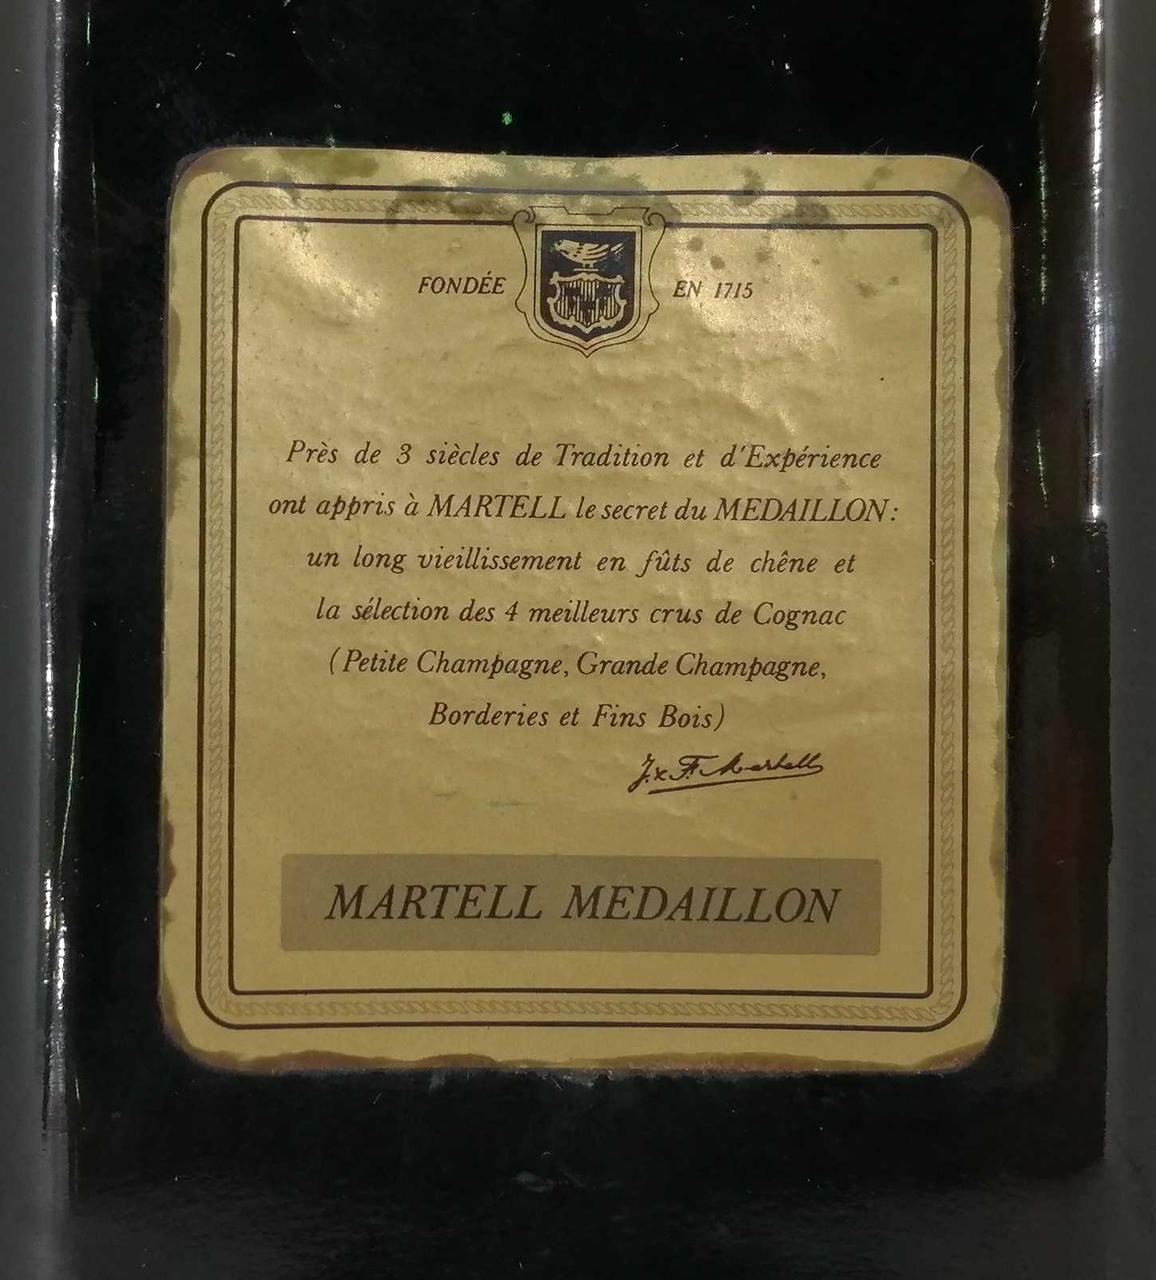 FONDÉE EN 1715
Près de 3 siècles de Tradition et d'Expérience
ont appris à MARTELL le secret du MEDAILLON:
un long vieillissement en fûts de chêne et
la sélection des 4 meilleurs crus de Cognac
(Petite Champagne, Grande Champagne,
Borderies et Fins Bois)
J. & F. Martell
MARTELL MEDAILLON